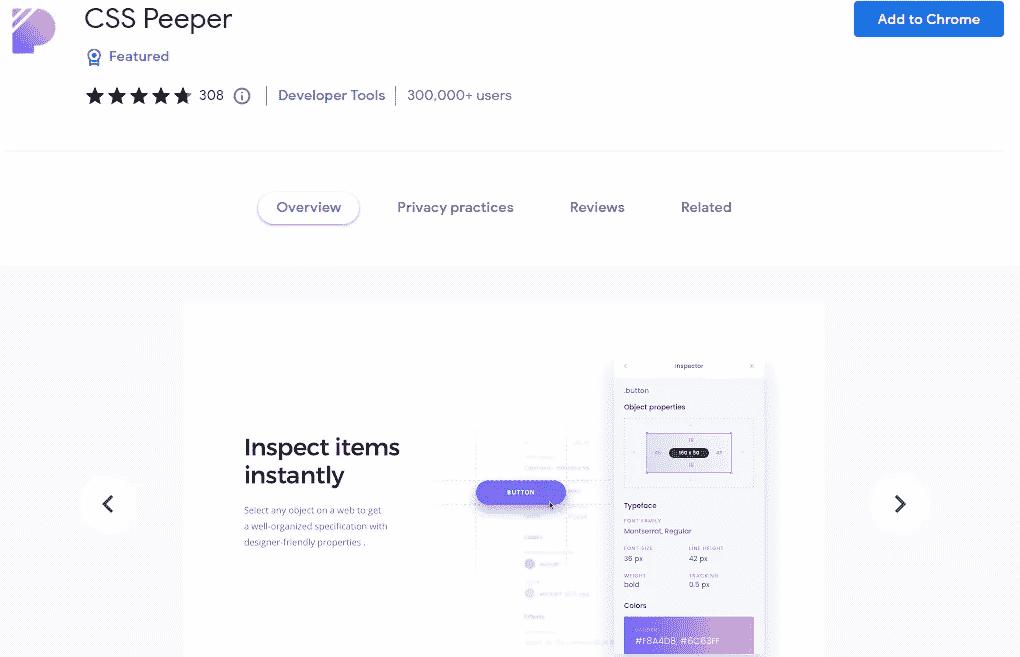 CSS Peeper
Add to Chrome
Featured
308
Developer Tools
300,000+ users
Overview
Privacy practices
Reviews
Related
Inspect items
instantly
Select any object on a web to get
a well-organized specification with
designer-friendly properties .
BUTTON
Inspector
.button
Object properties
Typeface
FONT FAMILY
Montserrat, Regular
FONT SIZE LINE HEIGHT
36 px 42 px
WEIGHT TRACKING
bold 0.5 px
Colors
#F8A4D8 #6C63FF